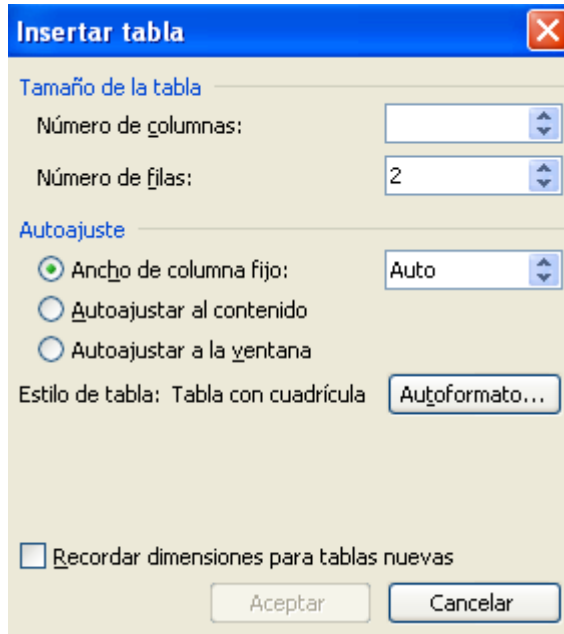 Insertar tabla
Tamaño de la tabla
Número de columnas:
Número de filas: 2
Autoajuste
Ancho de columna fijo: Auto
Autoajustar al contenido
Autoajustar a la ventana
Estilo de tabla: Tabla con cuadrícula Autoformato...
Recordar dimensiones para tablas nuevas
Aceptar Cancelar